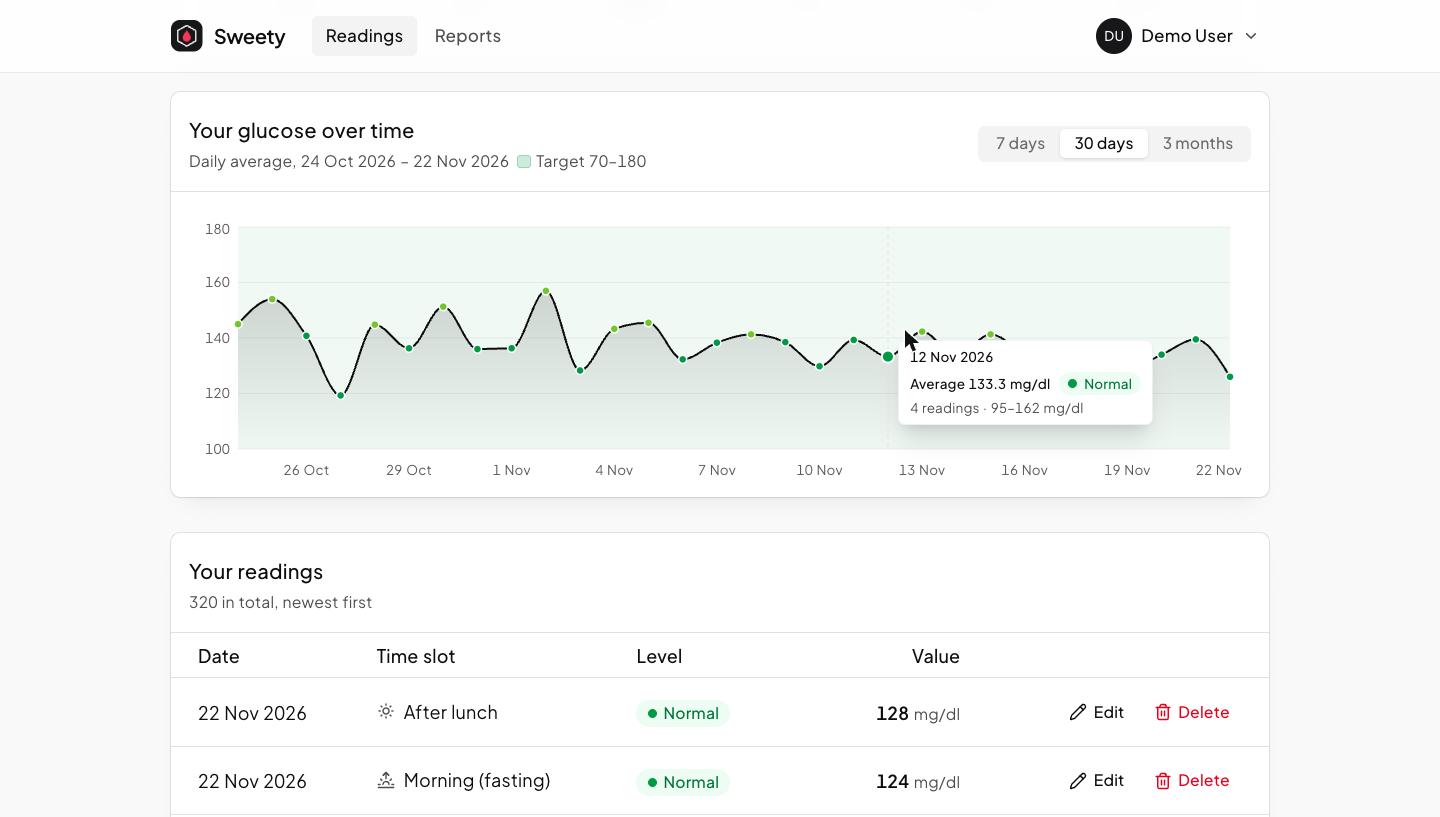 Sweety
Readings
Reports
DU
Demo User
Your glucose over time
Daily average, 24 Oct 2026 – 22 Nov 2026
Target 70–180
7 days
30 days
3 months
180
160
140
120
100
12 Nov 2026
Average 133.3 mg/dl Normal
4 readings · 95–162 mg/dl
26 Oct 29 Oct 1 Nov 4 Nov 7 Nov 10 Nov 13 Nov 16 Nov 19 Nov 22 Nov
Your readings
320 in total, newest first
Date Time slot Level Value
22 Nov 2026 After lunch Normal 128 mg/dl Edit Delete
22 Nov 2026 Morning (fasting) Normal 124 mg/dl Edit Delete